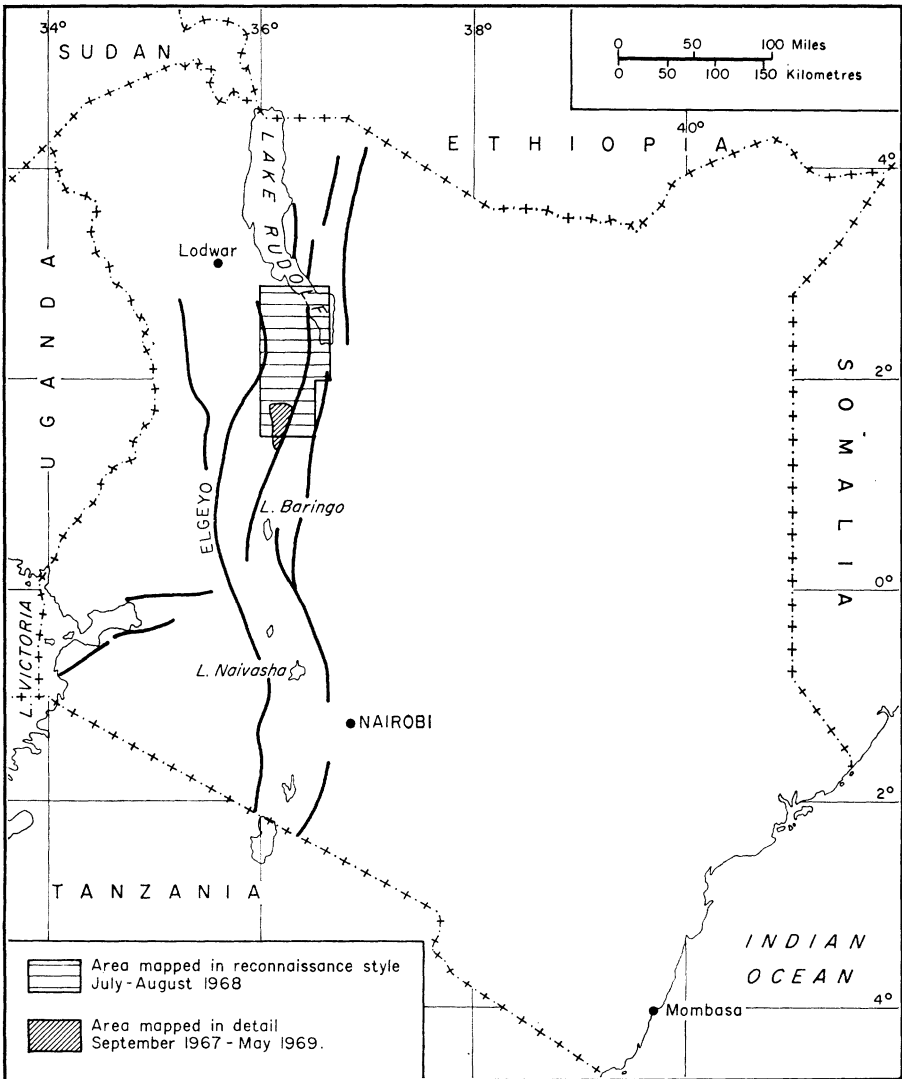 34°
36°
38°
0 50 100 Miles
0 50 100 150 Kilometres
SUDAN
40°
ETHIOPIA
4°
LAKE RUDOLF
Lodwar
UGANDA
2°
SOMALIA
ELGEYO
L. Baringo
0°
L. VICTORIA
L. Naivasha
NAIROBI
2°
TANZANIA
INDIAN
OCEAN
Area mapped in reconnaissance style
July-August 1968
4°
Mombasa
Area mapped in detail
September 1967 - May 1969.